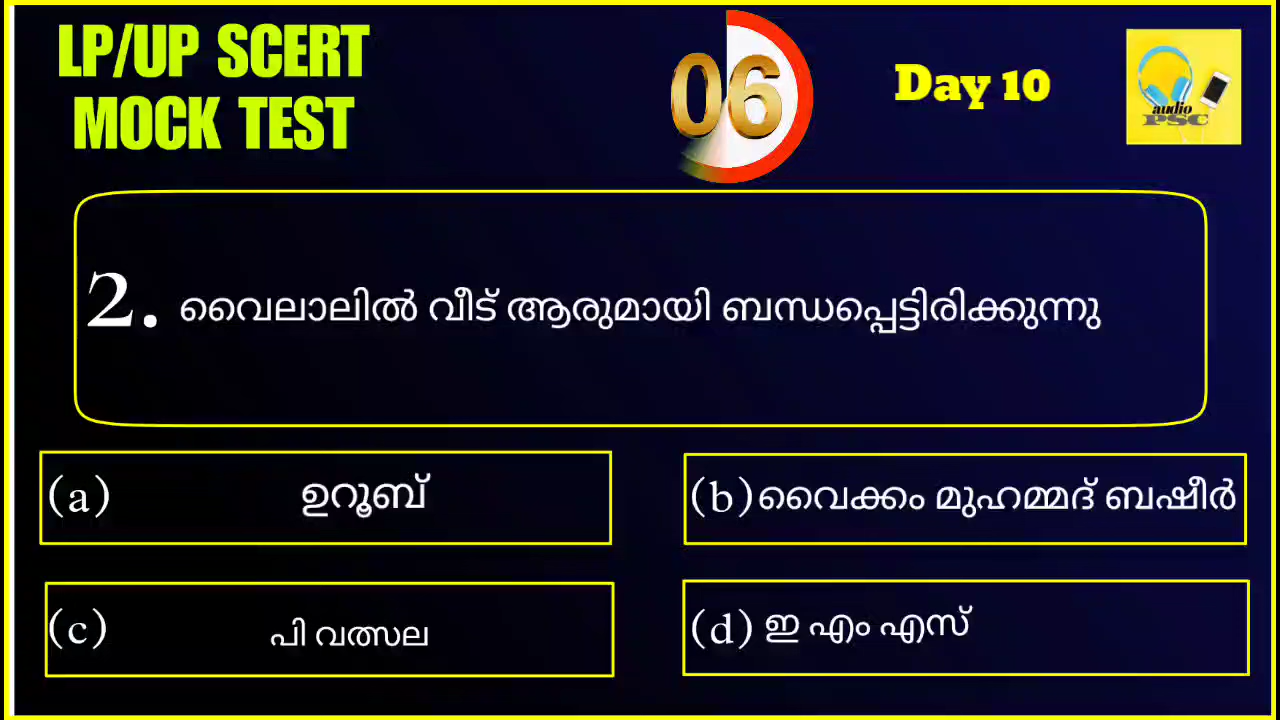 LP/UP SCERT
MOCK TEST
06
Day 10
audio
PSC
2. വൈലാലിൽ വീട് ആരുമായി ബന്ധപ്പെട്ടിരിക്കുന്നു
(a) ഉറൂബ്
(b) വൈക്കം മുഹമ്മദ് ബഷീർ
(c) പി വത്സല
(d) ഇ എം എസ്